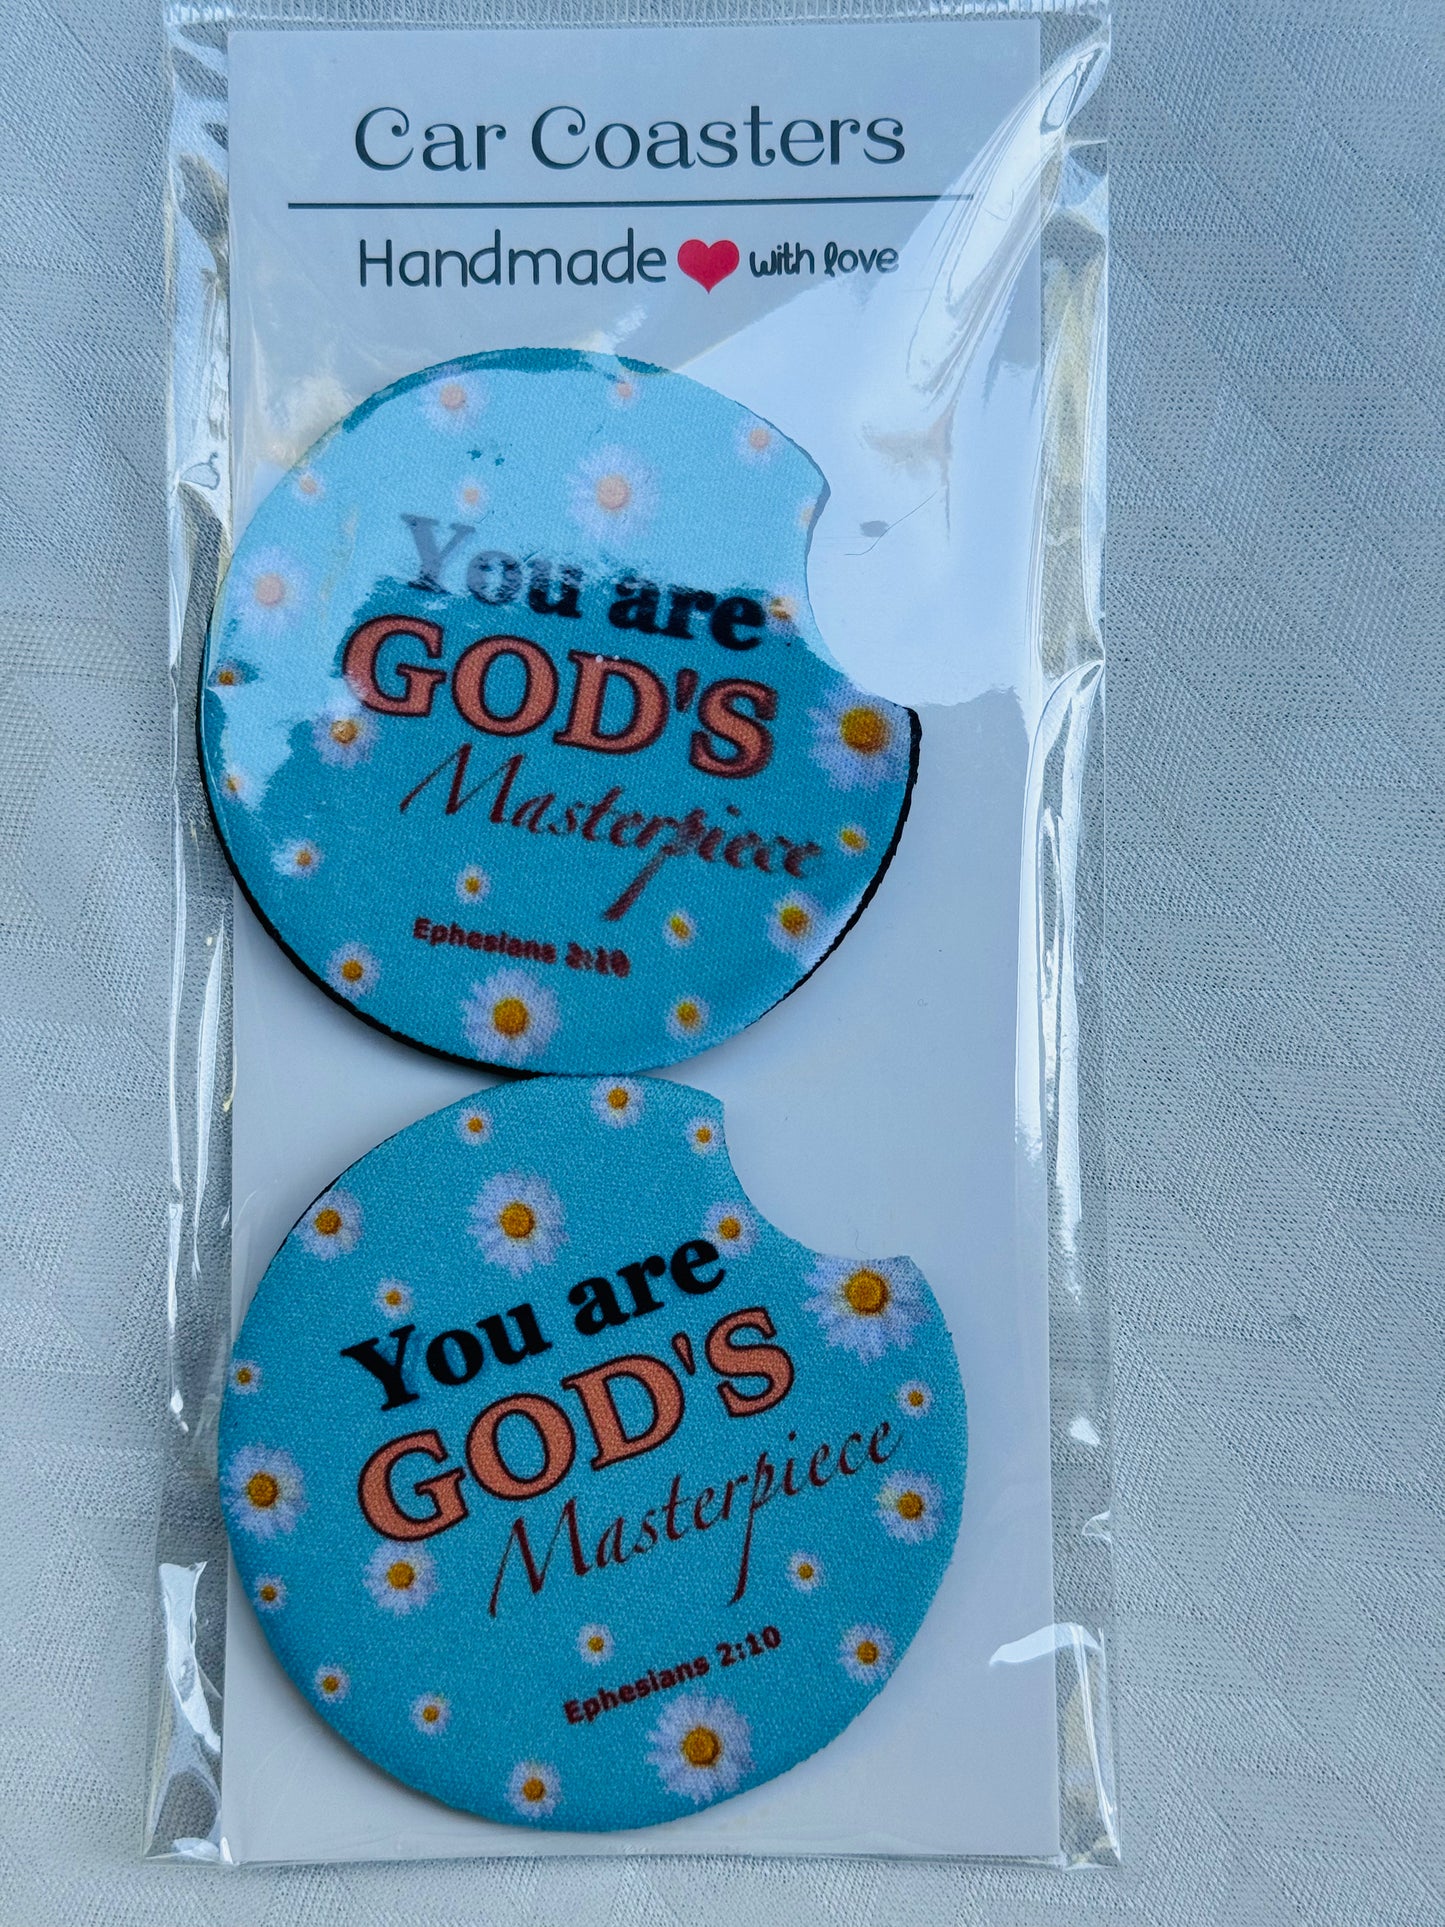 Car Coasters
Handmade with love
You are
GOD'S
Masterpiece
Ephesians 2:10
You are
GOD'S
Masterpiece
Ephesians 2:10